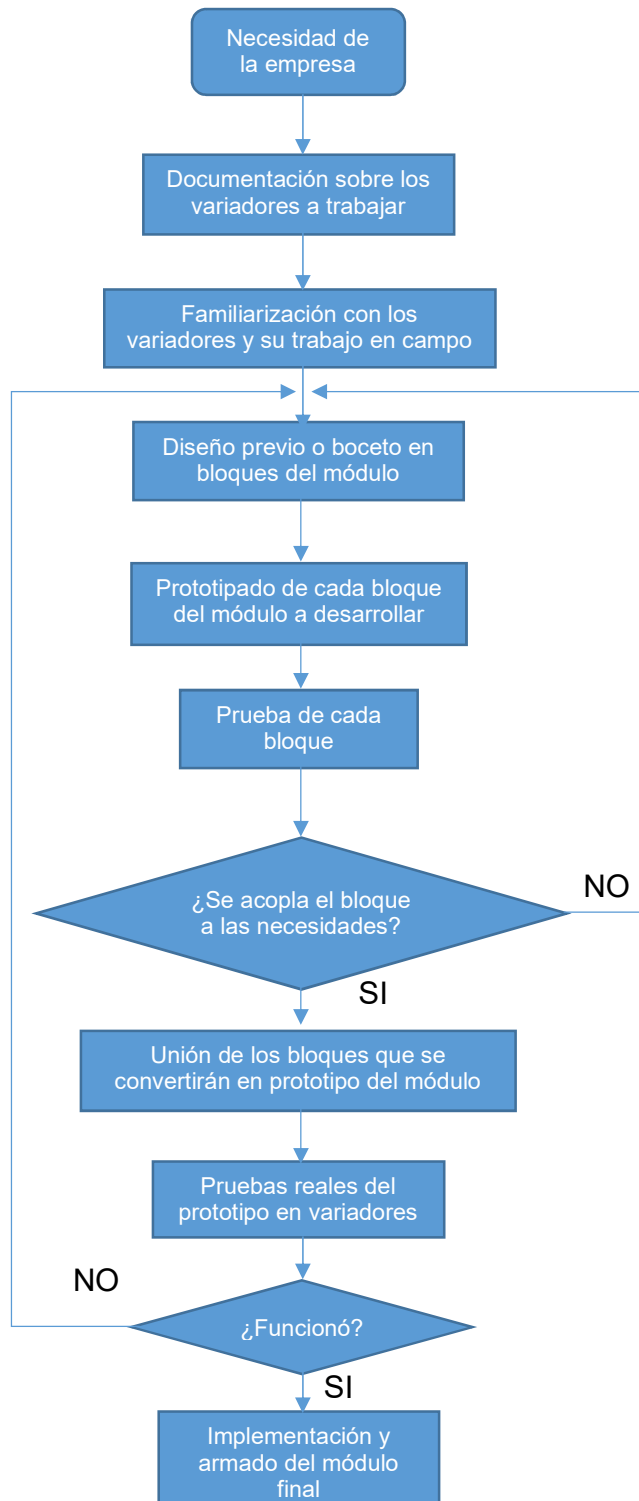 Necesidad de
la empresa
Documentación sobre los
variadores a trabajar
Familiarización con los
variadores y su trabajo en campo
Diseño previo o boceto en
bloques del módulo
Prototipado de cada bloque
del módulo a desarrollar
Prueba de cada
bloque
¿Se acopla el bloque
a las necesidades?
NO
SI
Unión de los bloques que se
convertirán en prototipo del módulo
Pruebas reales del
prototipo en variadores
NO
¿Funcionó?
SI
Implementación y
armado del módulo
final